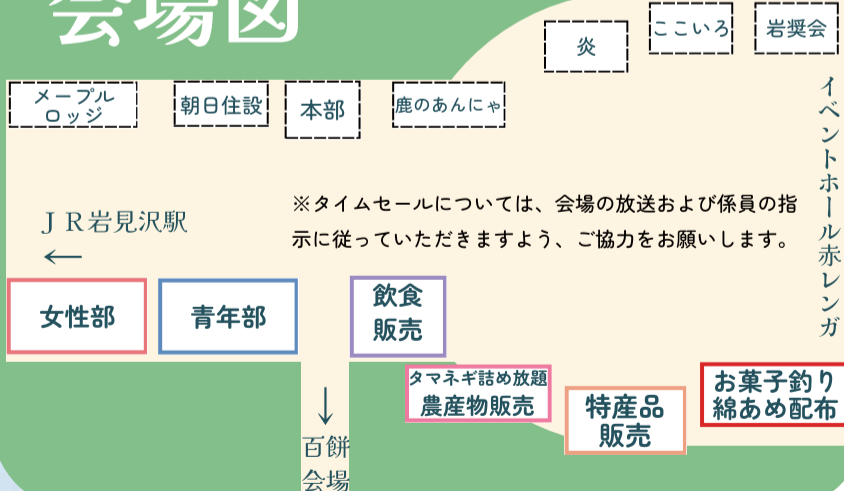 会場図
炎
ここいろ
岩奨会
メープル
ロッジ
朝日住設
本部
鹿のあんにゃ
イベントホール赤レンガ
※タイムセールについては、会場の放送および係員の指
示に従っていただきますよう、ご協力をお願いします。
ＪＲ岩見沢駅
←
女性部
青年部
飲食
販売
タマネギ詰め放題
農産物販売
特産品
販売
お菓子釣り
綿あめ配布
↓
百餅
会場